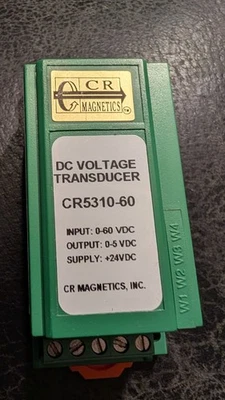 CR
MAGNETICS
DC VOLTAGE
TRANSDUCER
CR5310-60
INPUT: 0-60 VDC
OUTPUT: 0-5 VDC
SUPPLY: +24VDC
CR MAGNETICS, INC.
W1 W2 W3 W4